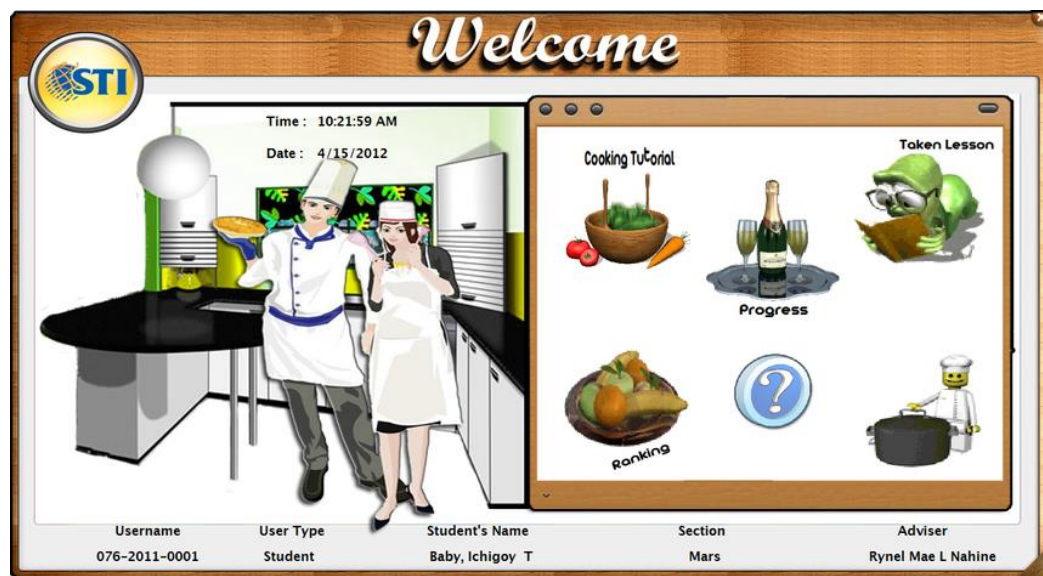 Welcome
STI
Time : 10:21:59 AM
Date : 4/15/2012
Cooking Tutorial
Taken Lesson
Progress
Ranking
?
Username User Type Student's Name Section Adviser
076-2011-0001 Student Baby, Ichigoy T Mars Rynel Mae L Nahine